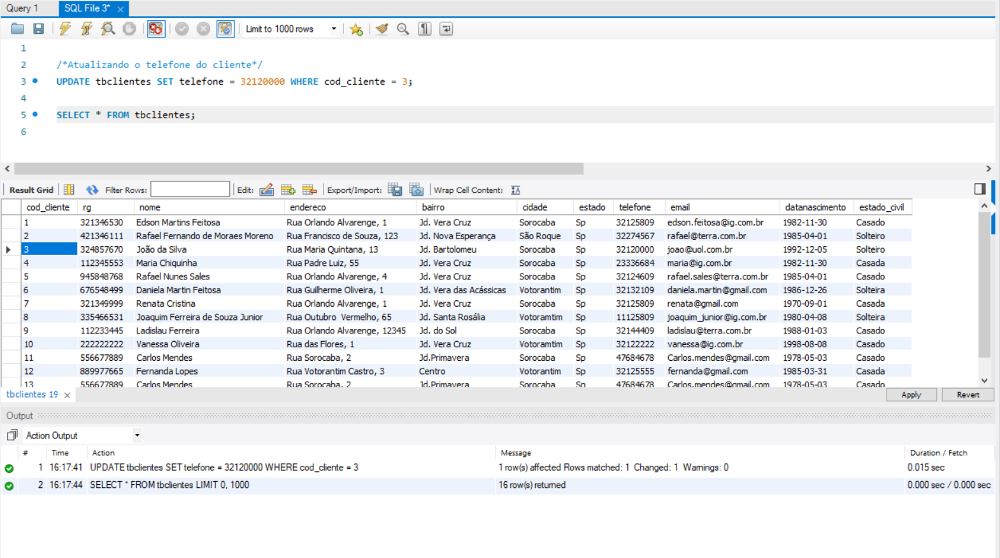 Query 1 SQL File 3* ×
Limit to 1000 rows
1
2 /*Atualizando o telefone do cliente*/
3 UPDATE tbclientes SET telefone = 32120000 WHERE cod_cliente = 3;
4
5 SELECT * FROM tbclientes;
6
Result Grid Filter Rows: Edit: Export/Import: Wrap Cell Content: IA
cod_cliente rg nome endereco bairro cidade estado telefone email datanascimento estado_civil
1 321346530 Edson Martins Feitosa Rua Orlando Alvarenge, 1 Jd. Vera Cruz Sorocaba Sp 32125809 edson.feitosa@ig.com.br 1982-11-30 Casado
2 421346111 Rafael Fernando de Moraes Moreno Rua Francisco de Souza, 123 Jd. Nova Esperança São Roque Sp 32274567 rafael@terra.com.br 1985-04-01 Solteiro
3 324857670 João da Silva Rua Maria Quintana, 13 Jd. Bartolomeu Sorocaba Sp 32120000 joao@uol.com.br 1992-12-05 Solteiro
4 112345553 Maria Chiquinha Rua Padre Luiz, 55 Jd. Vera Cruz Sorocaba Sp 23336684 maria@ig.com.br 1982-11-30 Casada
5 945848768 Rafael Nunes Sales Rua Orlando Alvarenge, 4 Jd. Vera Cruz Sorocaba Sp 32124609 rafael.sales@terra.com.br 1985-04-01 Casado
6 676548499 Daniela Martin Feitosa Rua Guilherme Oliveira, 1 Jd. Vera das Acássicas Votorantim Sp 32132109 daniela.martin@gmail.com 1986-12-26 Solteira
7 321349999 Renata Cristina Rua Orlando Alvarenge, 1 Jd. Vera Cruz Sorocaba Sp 32125809 renata@gmail.com 1970-09-01 Casada
8 335466531 Joaquim Ferreira de Souza Junior Rua Outubro Vermelho, 65 Jd. Santa Rosália Votoramtim Sp 11125809 joaquim_junior@ig.com.br 1980-04-08 Solteira
9 112233445 Ladislau Ferreira Rua Orlando Alvarenge, 12345 Jd. do Sol Sorocaba Sp 32144409 ladislau@terra.com.br 1988-01-03 Casado
10 222222222 Vanessa Oliveira Rua das Flores, 1 Jd. Vera Cruz Votoramtim Sp 32122222 vanessa@ig.com.br 1998-08-08 Casado
11 556677889 Carlos Mendes Rua Sorocaba, 2 Jd.Primavera Sorocaba Sp 47684678 Carlos.mendes@gmail.com 1978-05-03 Casado
12 889977665 Fernanda Lopes Rua Votorantim Castro, 3 Centro Votorantim Sp 32125555 fernanda@gmail.com 1985-03-31 Casada
13 556677889 Carlos Mendes Rua Sorocaba, 2 Jd.Primavera Sorocaba Sp 47684678 Carlos.mendes@gmail.com 1978-05-03 Casado
tbclientes 19 × Apply Revert
Output
Action Output
# Time Action Message Duration / Fetch
1 16:17:41 UPDATE tbclientes SET telefone = 32120000 WHERE cod_cliente = 3 1 row(s) affected Rows matched: 1 Changed: 1 Warnings: 0 0.015 sec
2 16:17:44 SELECT * FROM tbclientes LIMIT 0, 1000 16 row(s) returned 0.000 sec / 0.000 sec